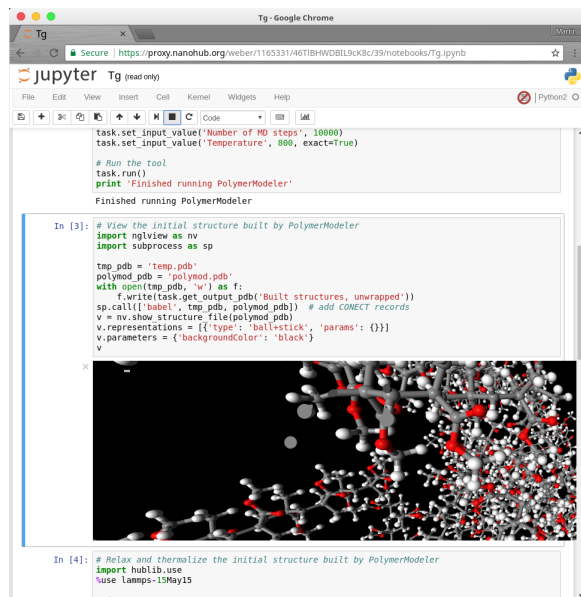 Tg - Google Chrome
Tg
Martin
Secure | https://proxy.nanohub.org/weber/1165331/46TlBHWDBIL9cK8c/39/notebooks/Tg.ipynb
jupyter Tg (read only)
File Edit View Insert Cell Kernel Widgets Help
Python2
Code
task.set_input_value('Number of MD steps', 10000)
task.set_input_value('Temperature', 800, exact=True)
# Run the tool
task.run()
print 'Finished running PolymerModeler'
Finished running PolymerModeler
In [3]:
# View the initial structure built by PolymerModeler
import nglview as nv
import subprocess as sp
tmp_pdb = 'temp.pdb'
polymod_pdb = 'polymod.pdb'
with open(tmp_pdb, 'w') as f:
f.write(task.get_output_pdb('Built structures, unwrapped'))
sp.call(['babel', tmp_pdb, polymod_pdb]) # add CONECT records
v = nv.show_structure_file(polymod_pdb)
v.representations = [{'type': 'ball+stick', 'params': {}}]
v.parameters = {'backgroundColor': 'black'}
v
In [4]:
# Relax and thermalize the initial structure built by PolymerModeler
import hublib.use
%use lammps-15May15